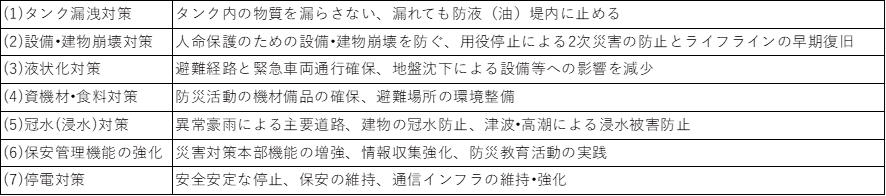 (1)タンク漏洩対策 タンク内の物質を漏らさない、漏れても防液（油）堤内に止める
(2)設備•建物崩壊対策 人命保護のための設備•建物崩壊を防ぐ、用役停止による2次災害の防止とライフラインの早期復旧
(3)液状化対策 避難経路と緊急車両通行確保、地盤沈下による設備等への影響を減少
(4)資機材•食料対策 防災活動の機材備品の確保、避難場所の環境整備
(5)冠水(浸水)対策 異常豪雨による主要道路、建物の冠水防止、津波•高潮による浸水被害防止
(6)保安管理機能の強化 災害対策本部機能の増強、情報収集強化、防災教育活動の実践
(7)停電対策 安全安定な停止、保安の維持、通信インフラの維持•強化